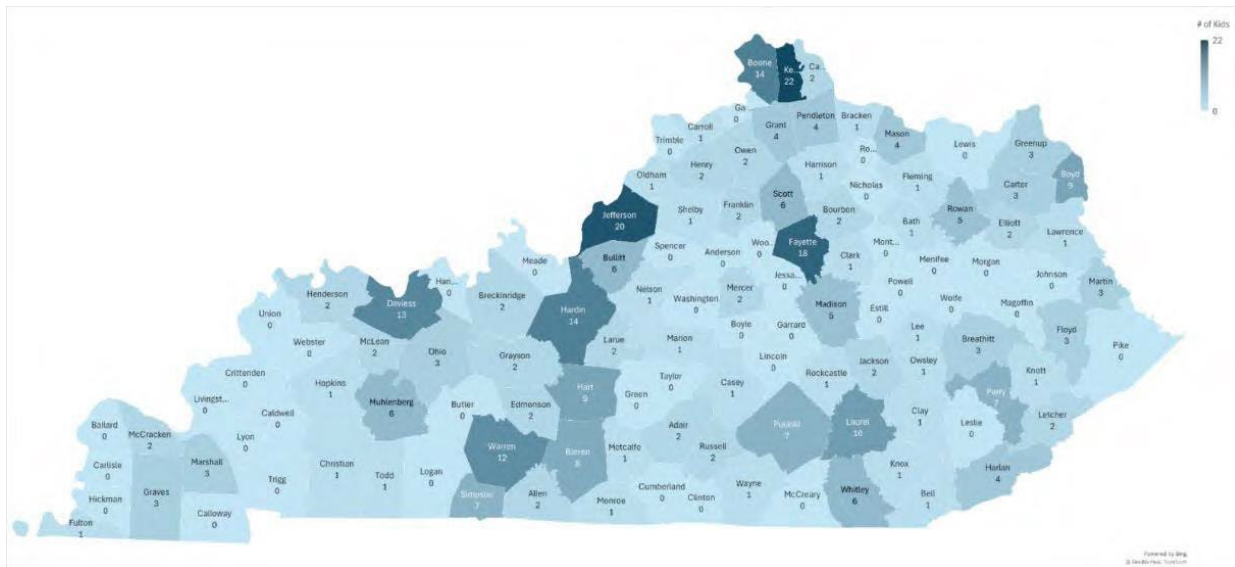 # of Kids
22
0
Boone
14
Ke...
22
Ca...
2
Ga...
0
Carroll
1
Trimble
0
Grant
4
Pendleton
4
Bracken
1
Mason
4
Lewis
0
Greenup
3
Owen
2
Henry
2
Oldham
1
Harrison
1
Ro...
0
Nicholas
0
Fleming
1
Carter
3
Boyd
9
Scott
6
Rowan
5
Elliott
2
Lawrence
1
Jefferson
20
Shelby
1
Franklin
2
Bourbon
2
Bath
1
Fayette
18
Mont...
0
Menifee
0
Morgan
0
Spencer
0
Anderson
0
Woo...
0
Clark
1
Bullitt
6
Meade
0
Han...
0
Breckinridge
2
Daviess
13
Henderson
2
Union
0
Webster
0
McLean
2
Ohio
3
Hardin
14
Nelson
1
Washington
0
Mercer
2
Jessa...
0
Madison
5
Powell
0
Estill
0
Wolfe
0
Magoffin
0
Johnson
0
Martin
3
Floyd
3
Pike
0
Boyle
0
Garrard
0
Lee
1
Breathitt
3
Knott
1
Larue
2
Marion
1
Grayson
2
Lincoln
0
Rockcastle
1
Jackson
2
Owsley
1
Perry
7
Letcher
2
Crittenden
0
Livingst...
0
Hopkins
1
Muhlenberg
6
Butler
0
Edmonson
2
Hart
9
Green
0
Taylor
0
Casey
1
Pulaski
7
Laurel
10
Clay
1
Leslie
0
Harlan
4
Ballard
0
McCracken
2
Caldwell
0
Lyon
0
Carlisle
0
Marshall
3
Graves
3
Hickman
0
Fulton
1
Calloway
0
Trigg
0
Christian
1
Todd
1
Logan
0
Warren
12
Simpson
7
Allen
2
Barren
8
Metcalfe
1
Monroe
1
Adair
2
Russell
2
Cumberland
0
Clinton
0
Wayne
1
McCreary
0
Whitley
6
Knox
1
Bell
1
Powered by Bing